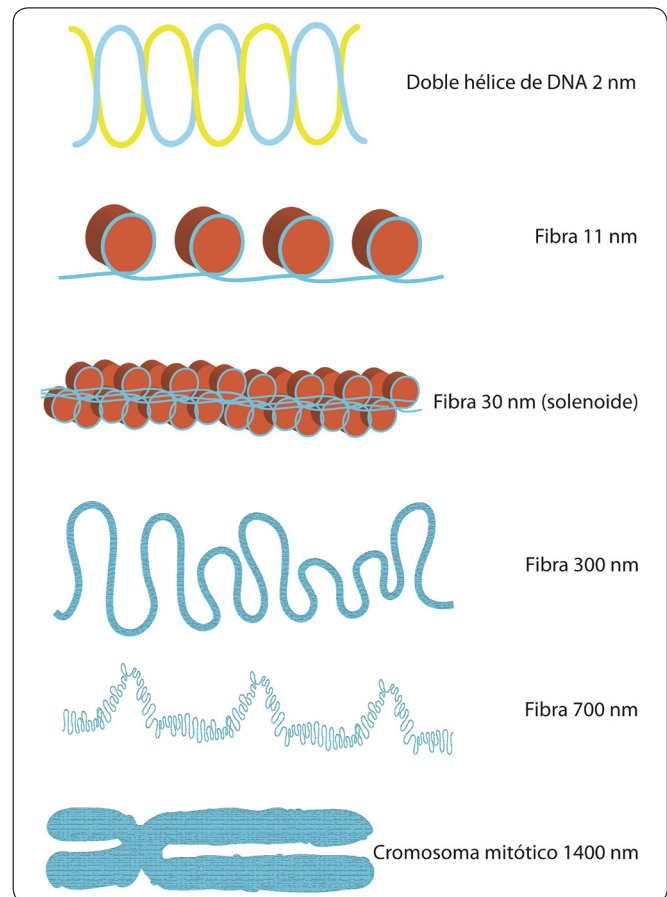 Doble hélice de DNA 2 nm
Fibra 11 nm
Fibra 30 nm (solenoide)
Fibra 300 nm
Fibra 700 nm
Cromosoma mitótico 1400 nm